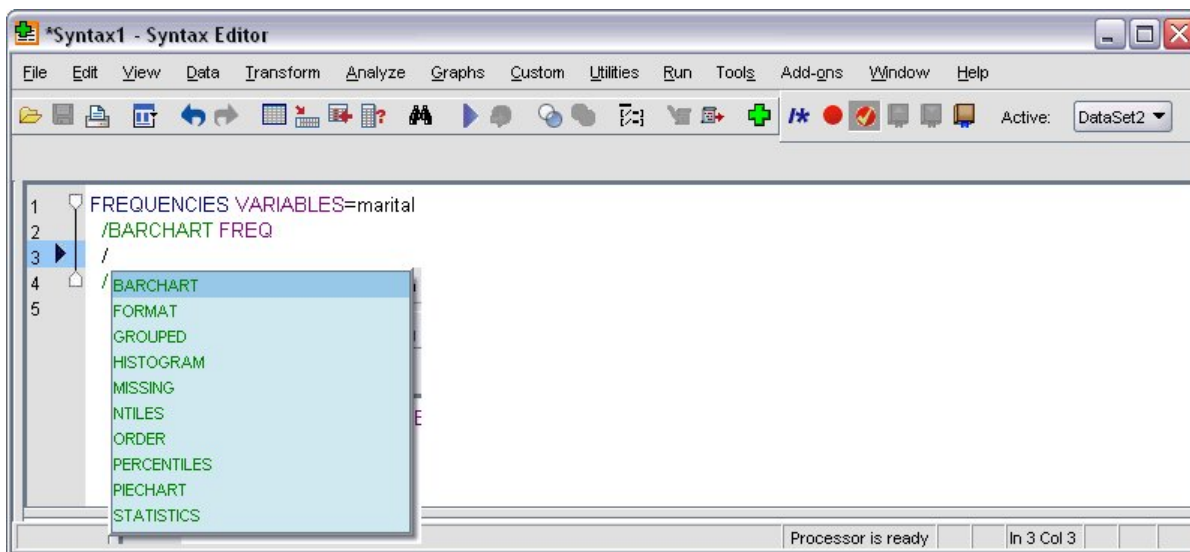 *Syntax1 - Syntax Editor
File Edit View Data Transform Analyze Graphs Custom Utilities Run Tools Add-ons Window Help
Active: DataSet2
1 FREQUENCIES VARIABLES=marital
2 /BARCHART FREQ
3 /
4 /
5
BARCHART
FORMAT
GROUPED
HISTOGRAM
MISSING
NTILES
ORDER
PERCENTILES
PIECHART
STATISTICS
Processor is ready In 3 Col 3